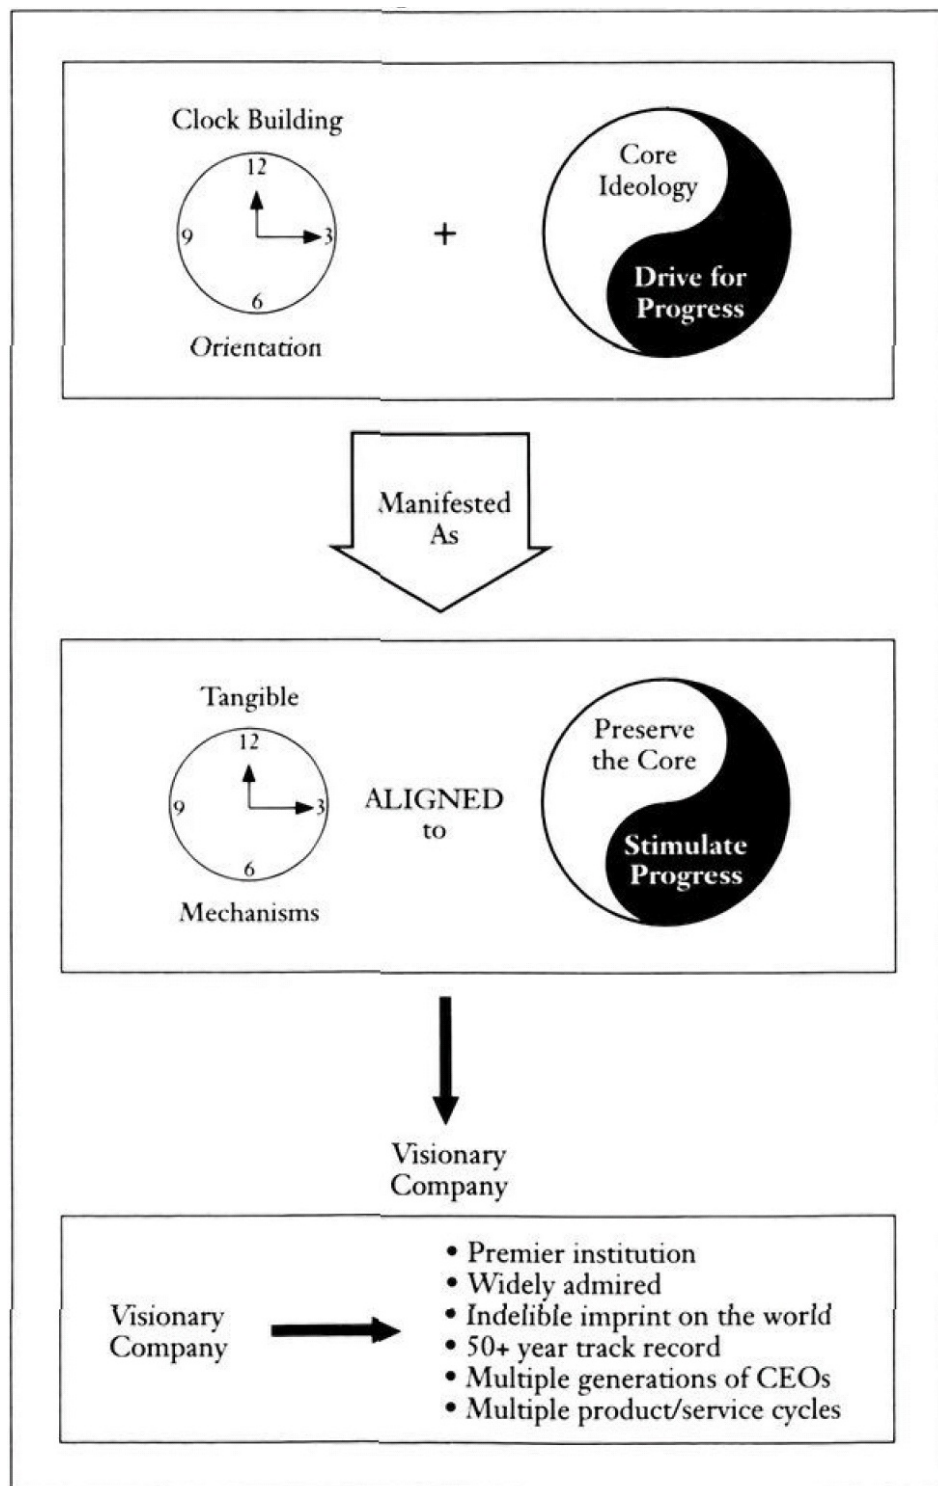 Clock Building
12
9
3
6
Orientation
+
Core
Ideology
Drive for
Progress
Manifested
As
Tangible
12
9
3
6
Mechanisms
ALIGNED
to
Preserve
the Core
Stimulate
Progress
Visionary
Company
Visionary
Company
• Premier institution
• Widely admired
• Indelible imprint on the world
• 50+ year track record
• Multiple generations of CEOs
• Multiple product/service cycles